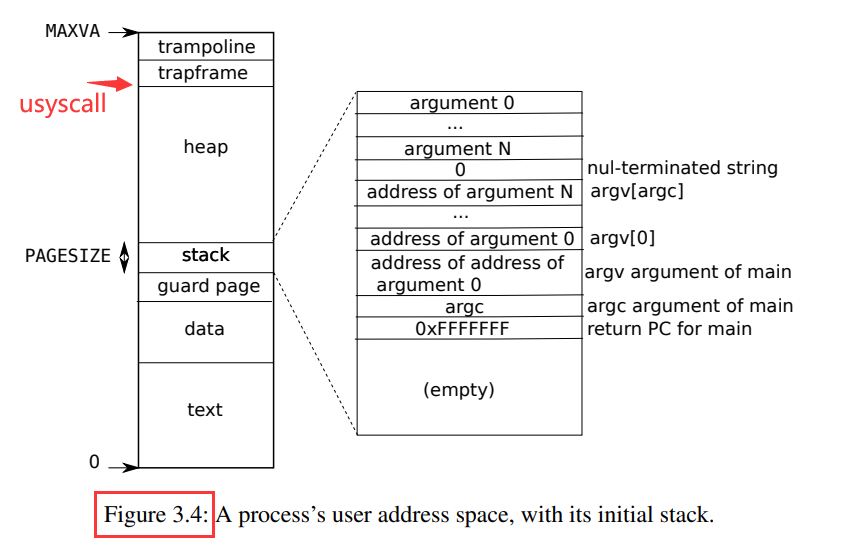 MAXVA
trampoline
trapframe
usyscall
heap
PAGESIZE
stack
guard page
data
text
0
argument 0
...
argument N
0
nul-terminated string
address of argument N
argv[argc]
...
address of argument 0
argv[0]
address of address of
argument 0
argv argument of main
argc
argc argument of main
0xFFFFFFF
return PC for main
(empty)
Figure 3.4: A process's user address space, with its initial stack.